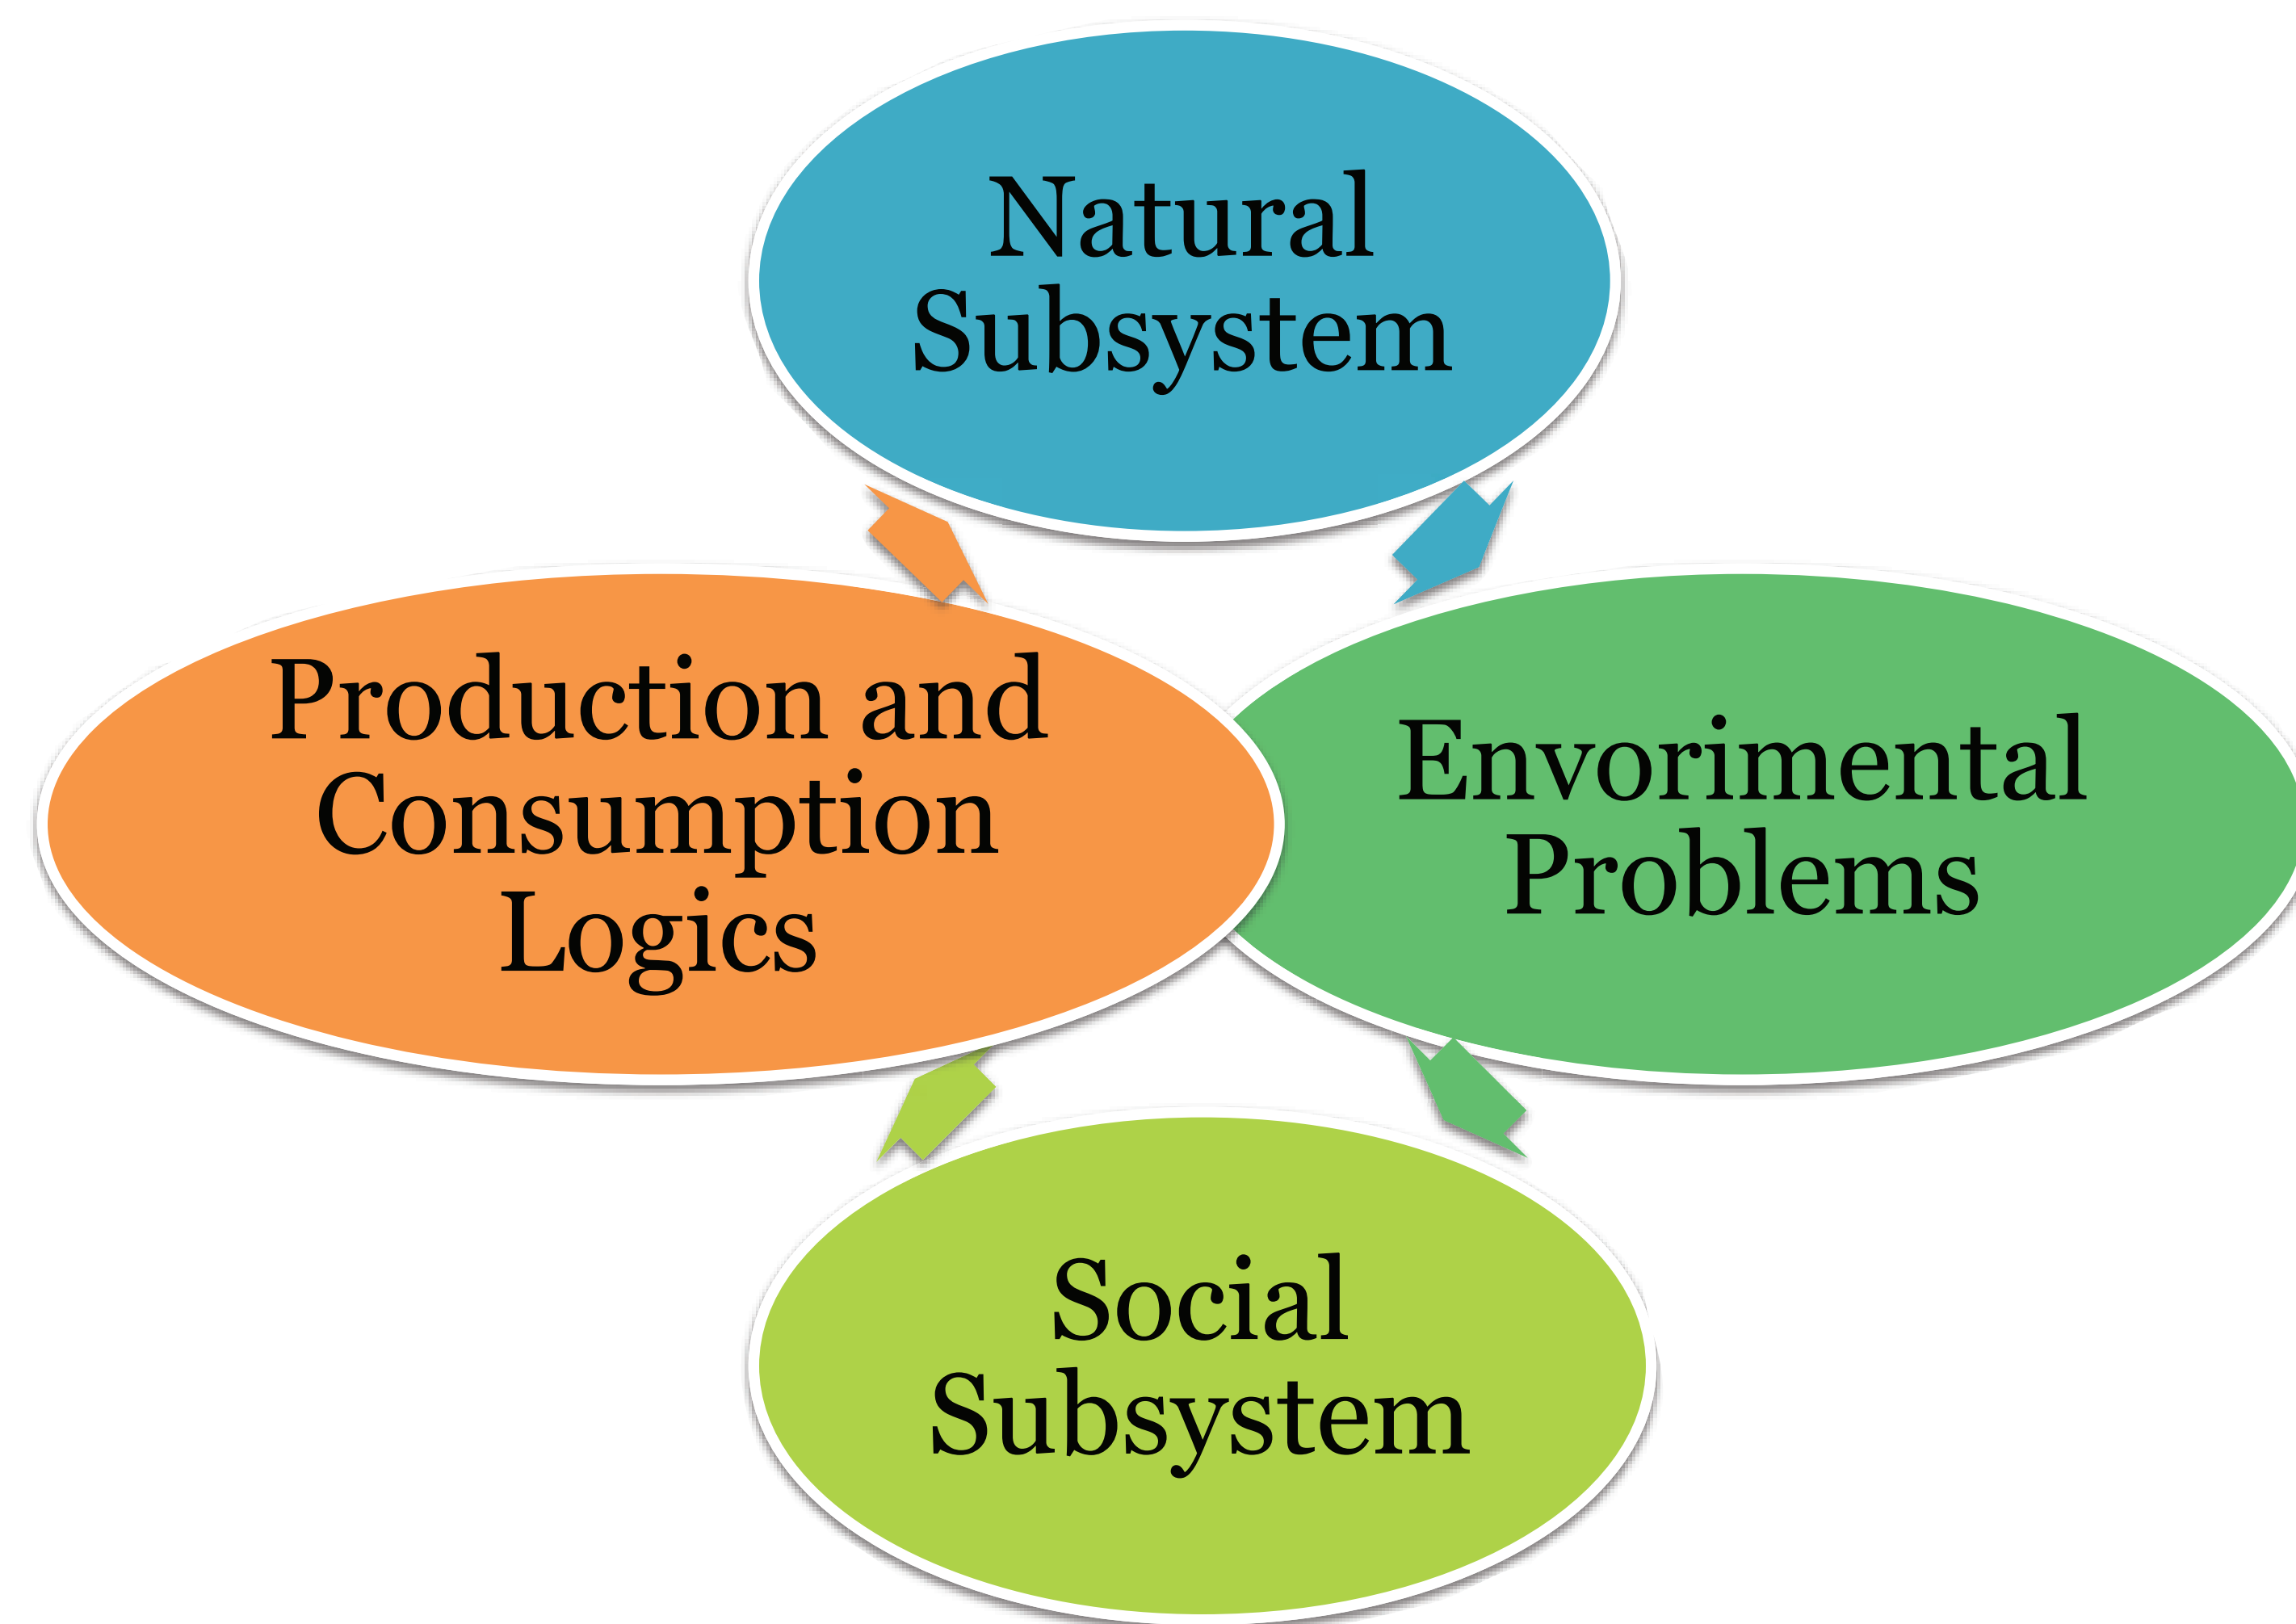 Natural
Subsystem
Production and
Consumption
Logics
Envorimental
Problems
Social
Subsystem